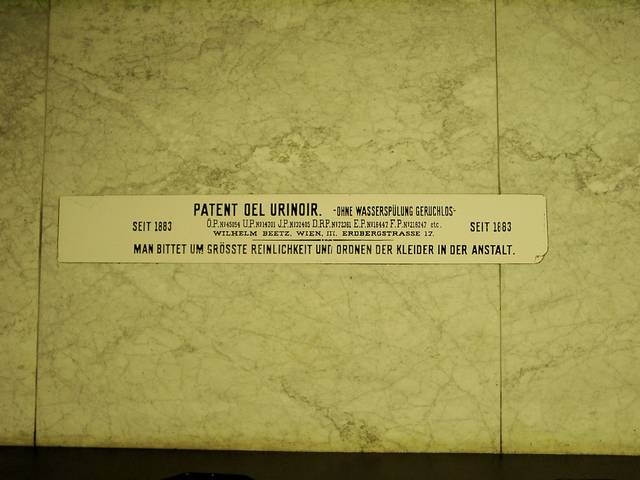 PATENT OEL URINOIR. -OHNE WASSERSPÜLUNG GERUCHLOS-
SEIT 1883
Ö.P. U.P. J.P. D.R.P. E.P. F.P. etc.
SEIT 1883
WILHELM BEETZ, WIEN, III. ERDBERGSTRASSE 17.
MAN BITTET UM GRÖSSTE REINLICHKEIT UND ORDNEN DER KLEIDER IN DER ANSTALT.